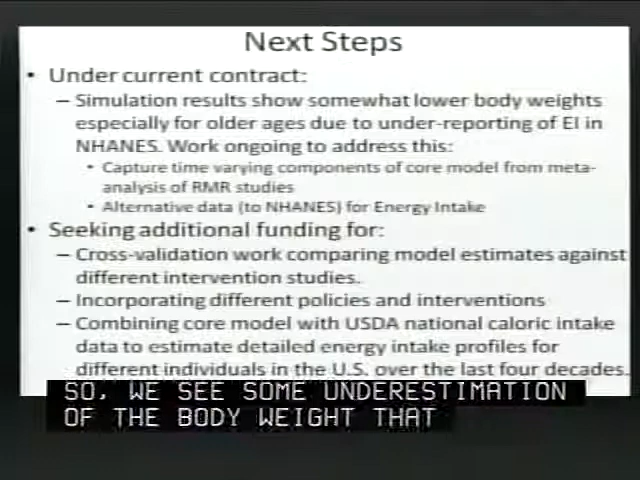 Next Steps
• Under current contract:
– Simulation results show somewhat lower body weights
especially for older ages due to under-reporting of EI in
NHANES. Work ongoing to address this:
• Capture time varying components of core model from meta-
analysis of RMR studies
• Alternative data (to NHANES) for Energy Intake
• Seeking additional funding for:
– Cross-validation work comparing model estimates against
different intervention studies.
– Incorporating different policies and interventions
– Combining core model with USDA national caloric intake
data to estimate detailed energy intake profiles for
different individuals in the U.S. over the last four decades.
SO, WE SEE SOME UNDERESTIMATION
OF THE BODY WEIGHT THAT